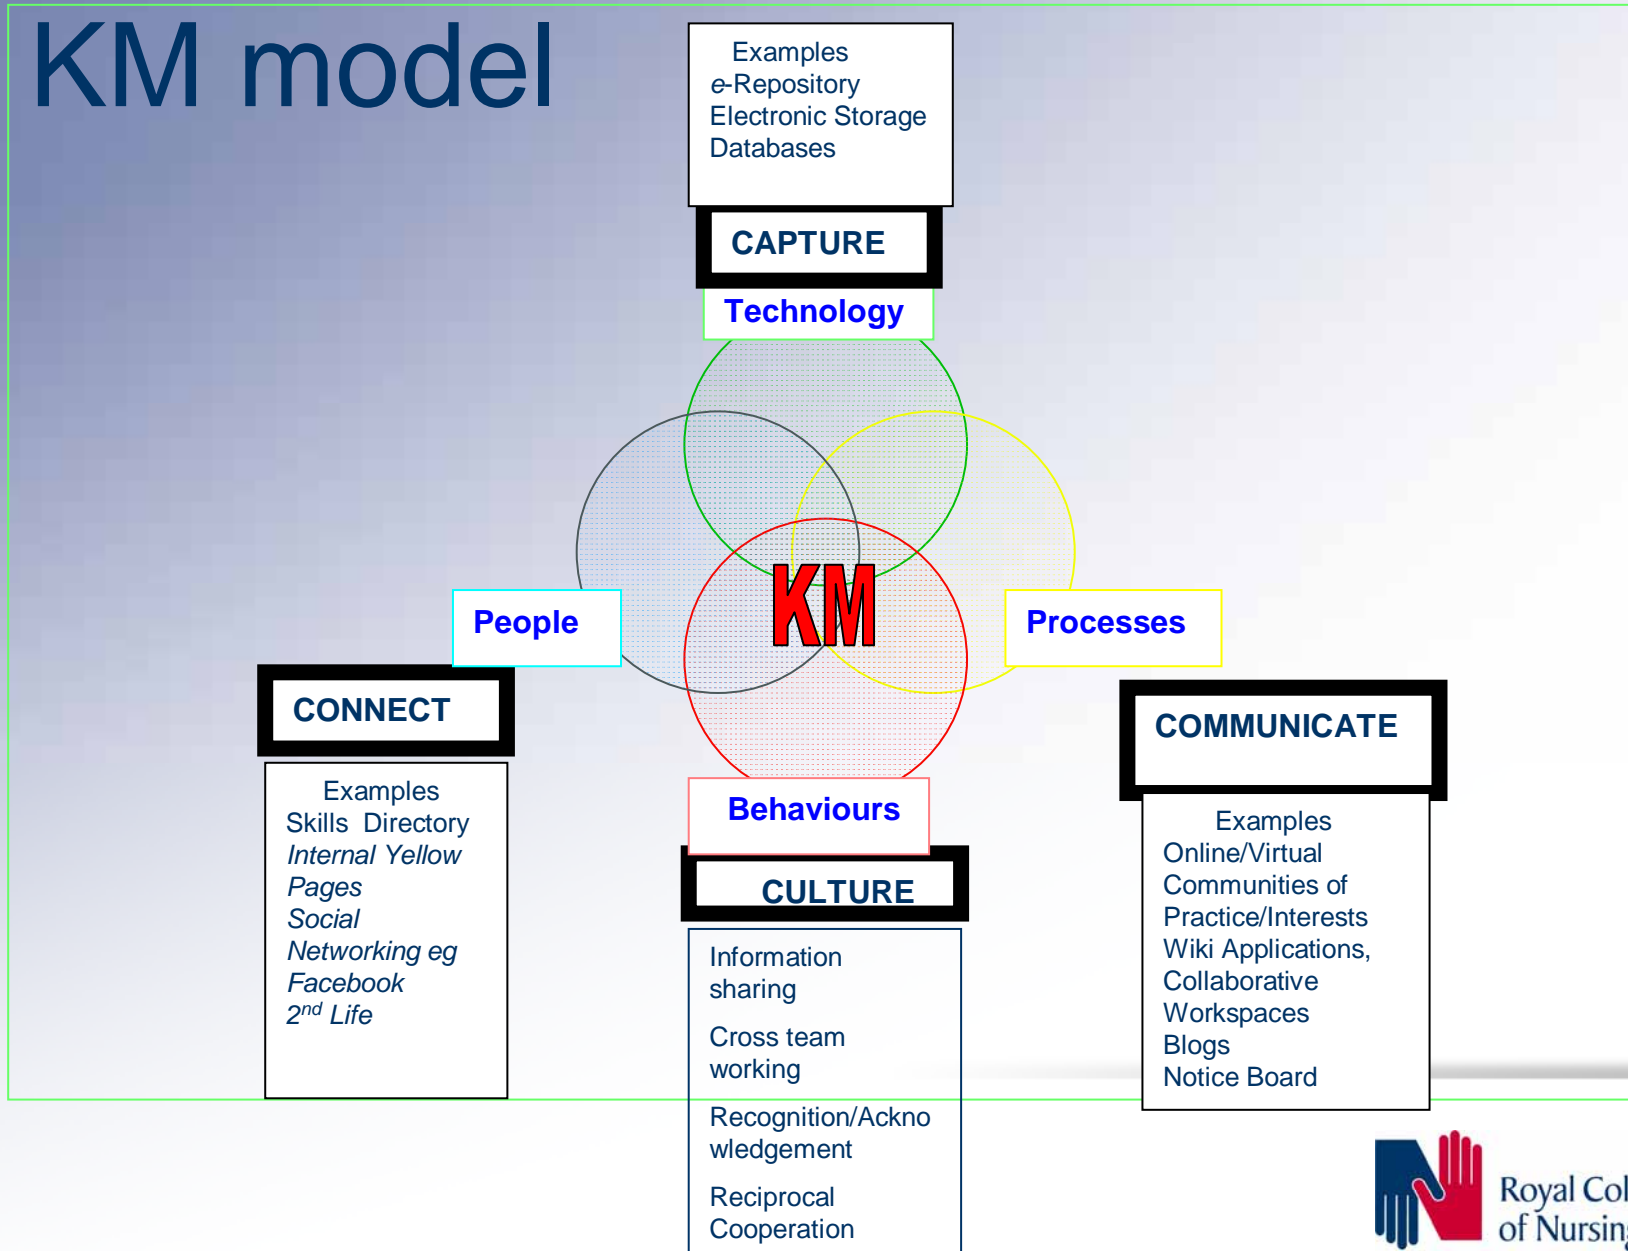 KM model
Examples
e-Repository
Electronic Storage
Databases
CAPTURE
Technology
KM
People
Processes
CONNECT
Examples
Skills Directory
Internal Yellow
Pages
Social
Networking eg
Facebook
2nd Life
Behaviours
CULTURE
Information
sharing
Cross team
working
Recognition/Ackno
wledgement
Reciprocal
Cooperation
COMMUNICATE
Examples
Online/Virtual
Communities of
Practice/Interests
Wiki Applications,
Collaborative
Workspaces
Blogs
Notice Board
Royal Col
of Nursing